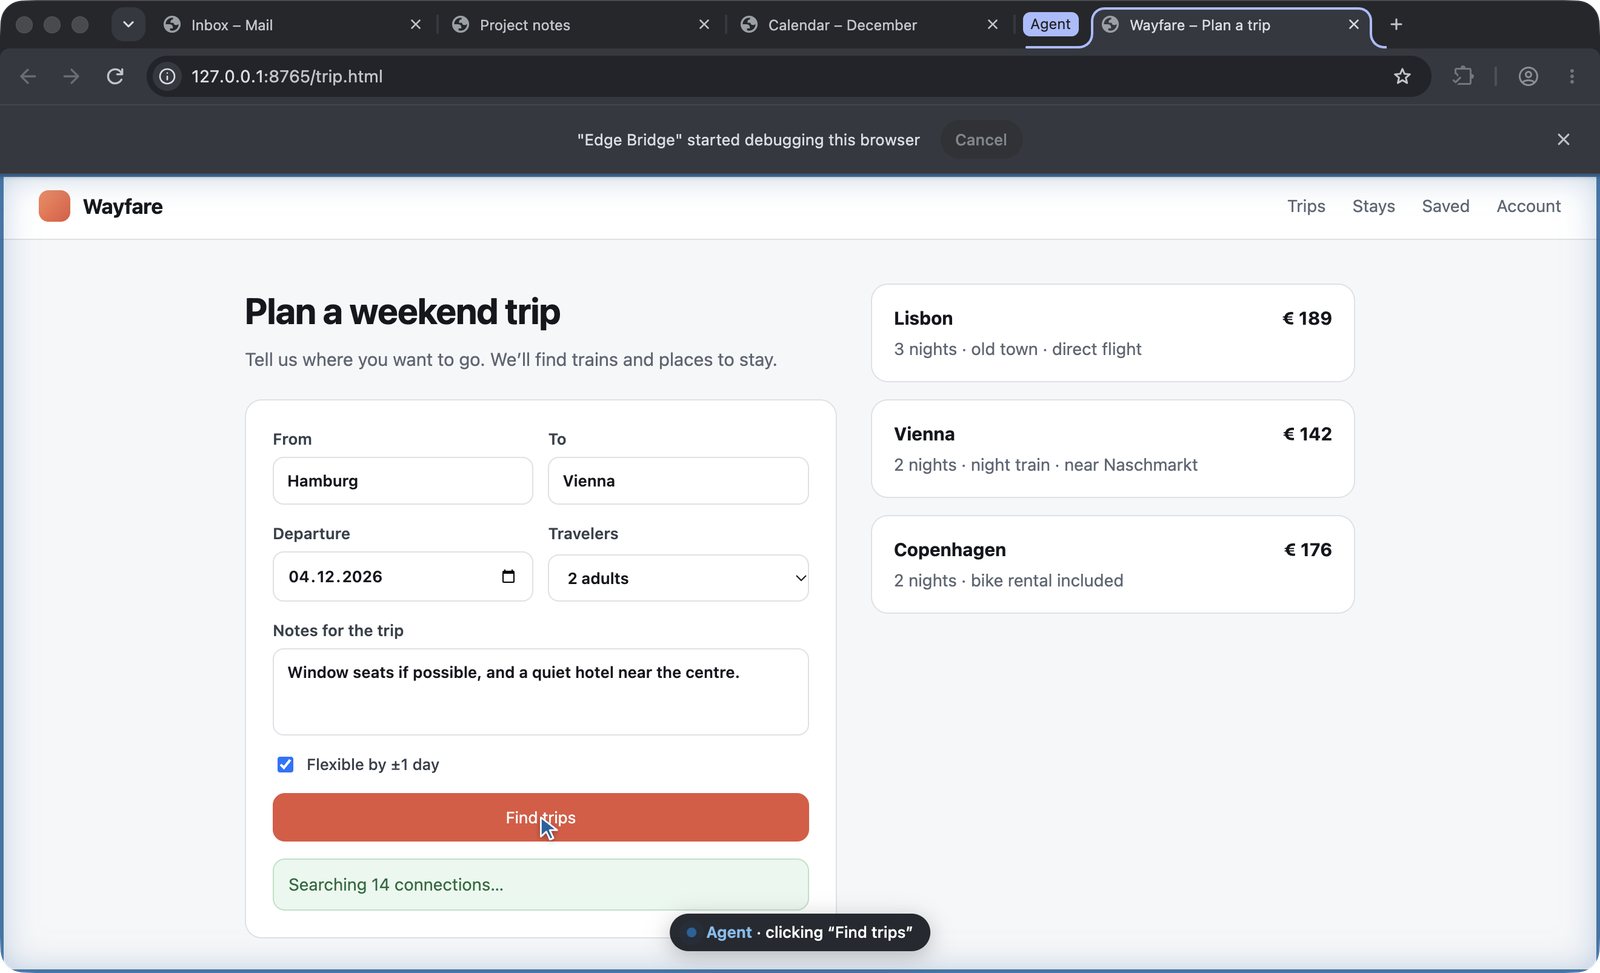 Inbox – Mail
Project notes
Calendar – December
Agent
Wayfare – Plan a trip
127.0.0.1:8765/trip.html
"Edge Bridge" started debugging this browser
Cancel
Wayfare
Trips
Stays
Saved
Account
Plan a weekend trip
Tell us where you want to go. We’ll find trains and places to stay.
From
To
Hamburg
Vienna
Departure
Travelers
04.12.2026
2 adults
Notes for the trip
Window seats if possible, and a quiet hotel near the centre.
Flexible by ±1 day
Find trips
Searching 14 connections…
Lisbon
€ 189
3 nights · old town · direct flight
Vienna
€ 142
2 nights · night train · near Naschmarkt
Copenhagen
€ 176
2 nights · bike rental included
Agent · clicking “Find trips”